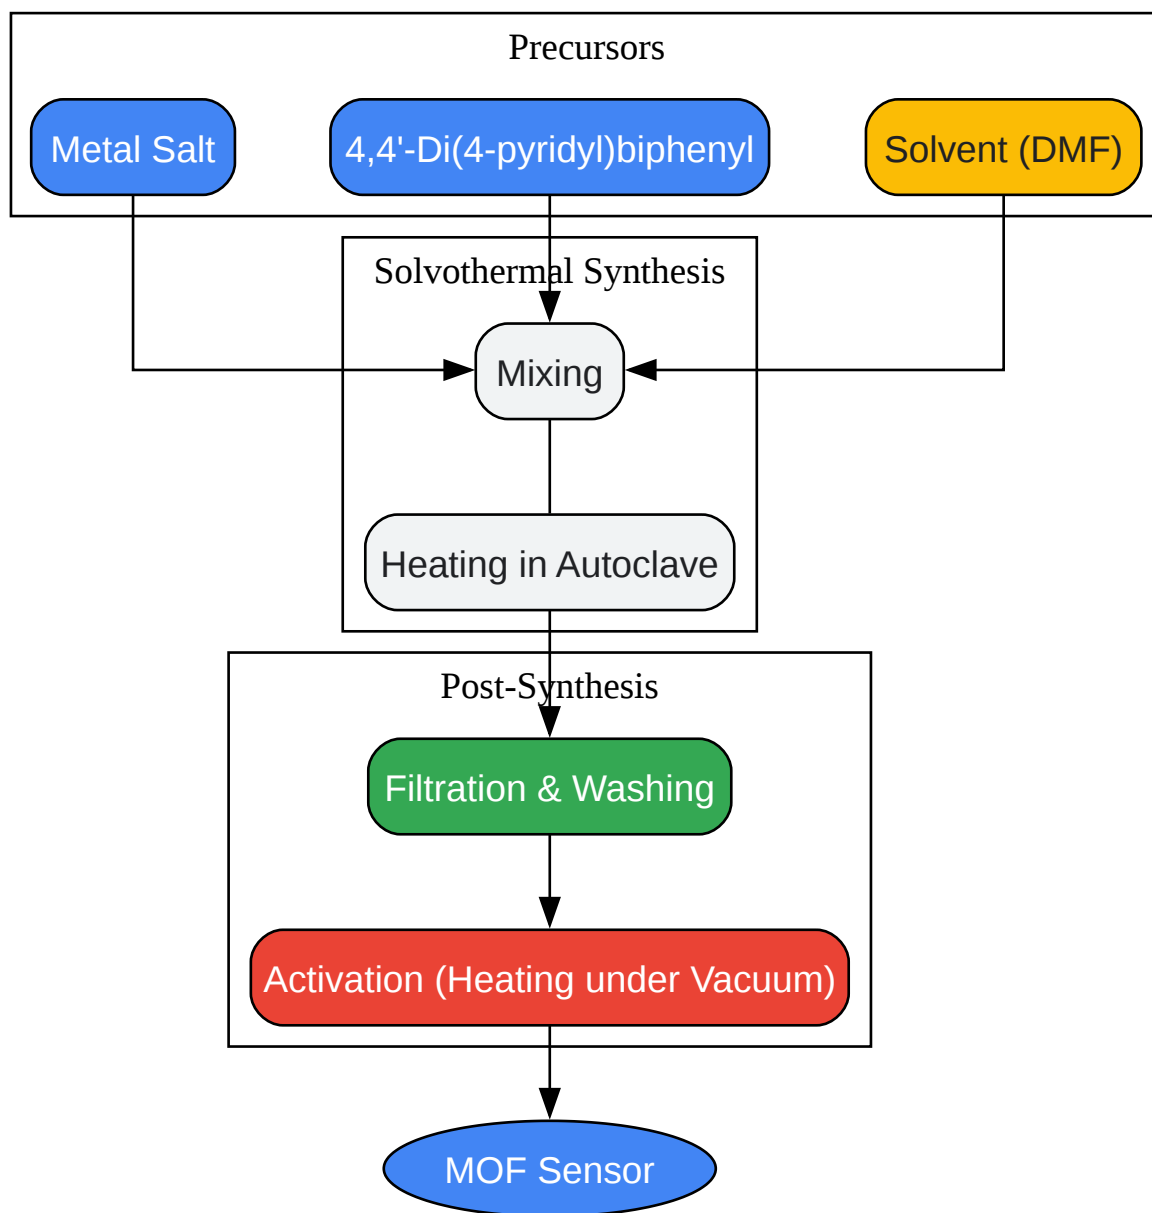 Precursors
Metal Salt
4,4'-Di(4-pyridyl)biphenyl
Solvent (DMF)
Solvothermal Synthesis
Mixing
Heating in Autoclave
Post-Synthesis
Filtration & Washing
Activation (Heating under Vacuum)
MOF Sensor